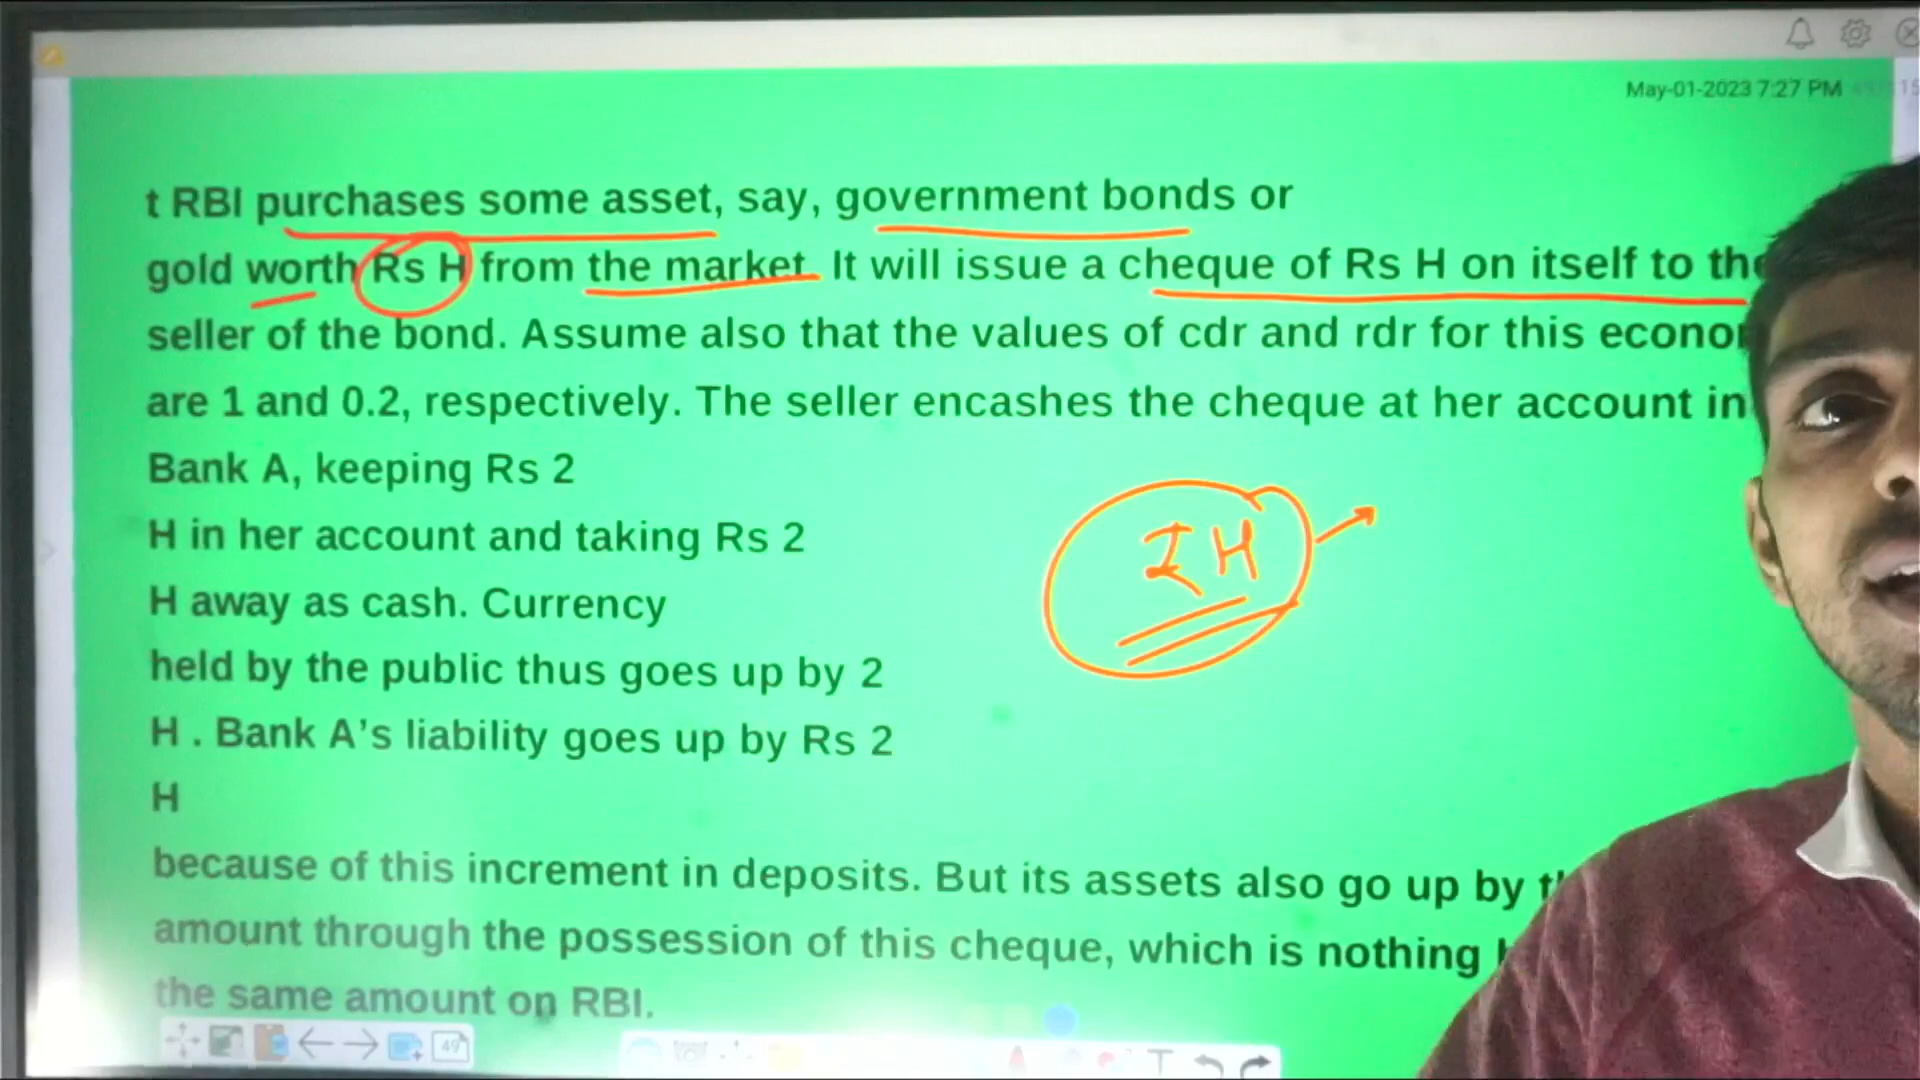 May-01-2023 7:27 PM
t RBI purchases some asset, say, government bonds or
gold worth Rs H from the market. It will issue a cheque of Rs H on itself to the
seller of the bond. Assume also that the values of cdr and rdr for this
are 1 and 0.2, respectively. The seller encashes the cheque at her account in
Bank A, keeping Rs 2
H in her account and taking Rs 2
H away as cash. Currency
held by the public thus goes up by 2
H . Bank A's liability goes up by Rs 2
H
because of this increment in deposits. But its assets also go up by
amount through the possession of this cheque, which is nothing
the same amount on RBI.
H
49
T